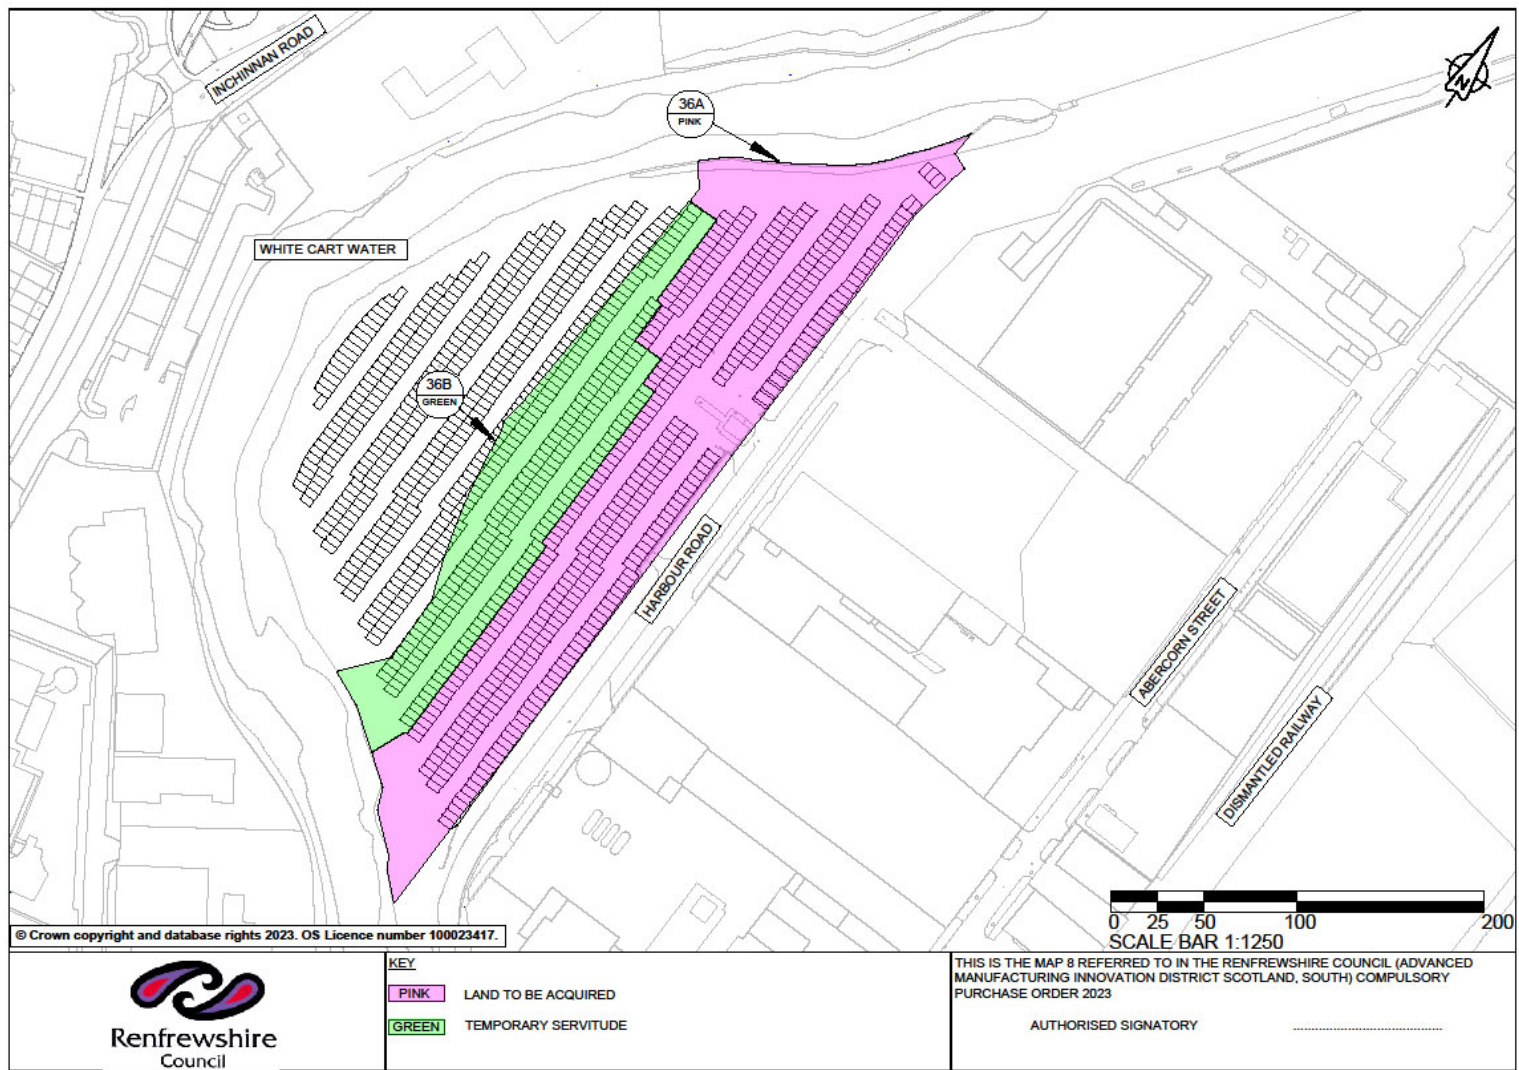 INCHINNAN ROAD
36A
PINK
N
WHITE CART WATER
36B
GREEN
HARBOUR ROAD
ABERCORN STREET
DISMANTLED RAILWAY
0 25 50 100 200
SCALE BAR 1:1250
© Crown copyright and database rights 2023. OS Licence number 100023417.
Renfrewshire
Council
KEY
PINK LAND TO BE ACQUIRED
GREEN TEMPORARY SERVITUDE
THIS IS THE MAP 8 REFERRED TO IN THE RENFREWSHIRE COUNCIL (ADVANCED
MANUFACTURING INNOVATION DISTRICT SCOTLAND, SOUTH) COMPULSORY
PURCHASE ORDER 2023
AUTHORISED SIGNATORY ..........................................